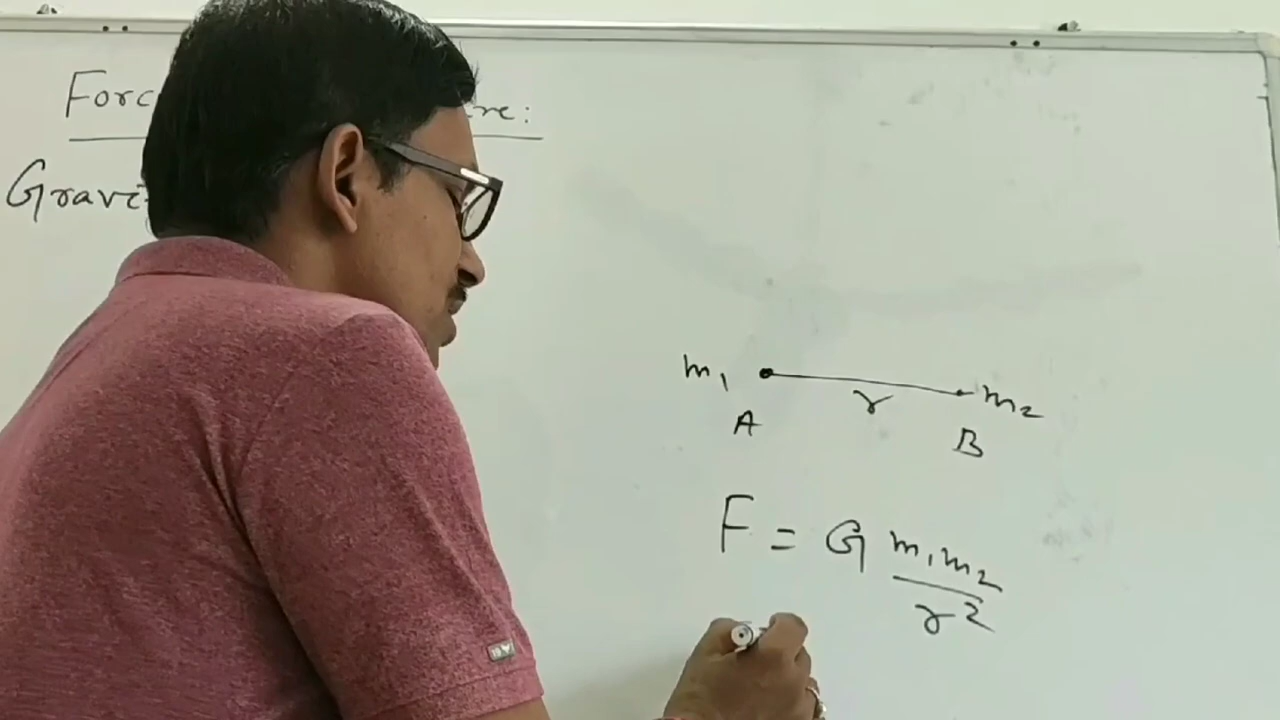 Forc
re:
Gravi
m₁ r m₂
A B
F = G m₁m₂ / r²